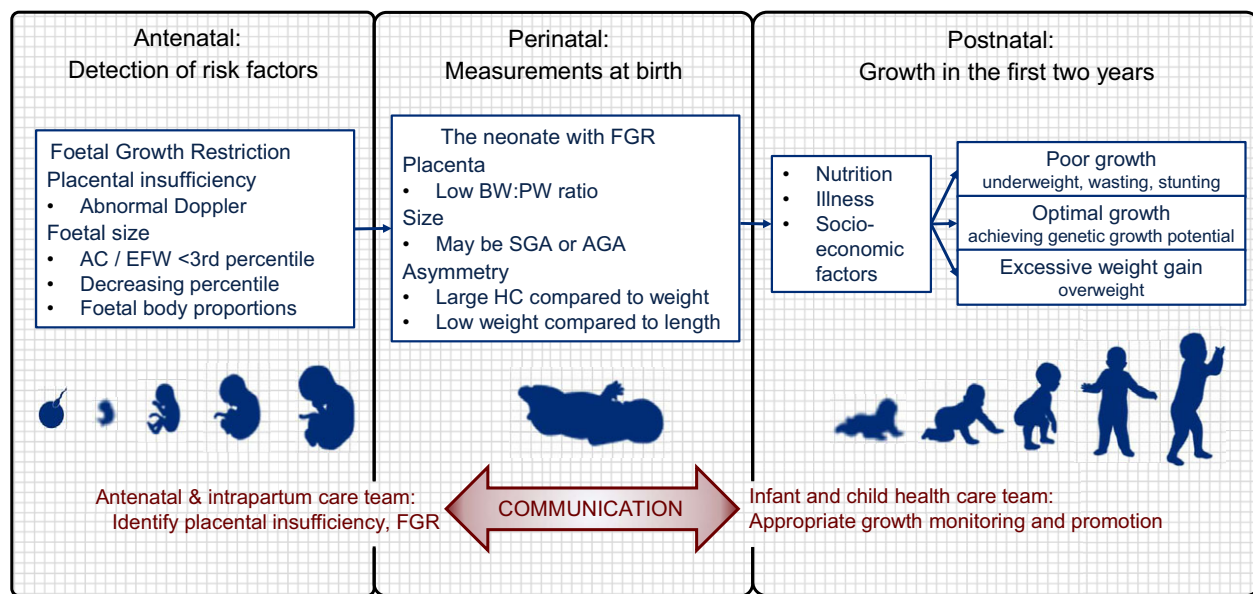 Antenatal:
Detection of risk factors
Foetal Growth Restriction
Placental insufficiency
• Abnormal Doppler
Foetal size
• AC / EFW <3rd percentile
• Decreasing percentile
• Foetal body proportions
Perinatal:
Measurements at birth
The neonate with FGR
Placenta
• Low BW:PW ratio
Size
• May be SGA or AGA
Asymmetry
• Large HC compared to weight
• Low weight compared to length
Postnatal:
Growth in the first two years
• Nutrition
• Illness
• Socio-
economic
factors
Poor growth
underweight, wasting, stunting
Optimal growth
achieving genetic growth potential
Excessive weight gain
overweight
Antenatal & intrapartum care team:
Identify placental insufficiency, FGR
COMMUNICATION
Infant and child health care team:
Appropriate growth monitoring and promotion